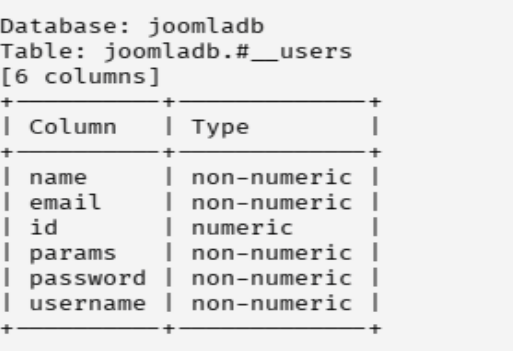 Database: joomladb
Table: joomladb.#__users
[6 columns]
+----------+-------------+
| Column   | Type        |
+----------+-------------+
| name     | non-numeric |
| email    | non-numeric |
| id       | numeric     |
| params   | non-numeric |
| password | non-numeric |
| username | non-numeric |
+----------+-------------+